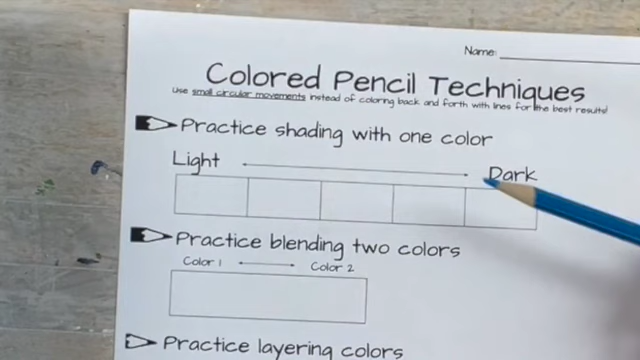 Name:
Colored Pencil Techniques
Use small circular movements instead of coloring back and forth with lines for the best results!
Practice shading with one color
Light Dark
Practice blending two colors
Color 1 Color 2
Practice layering colors